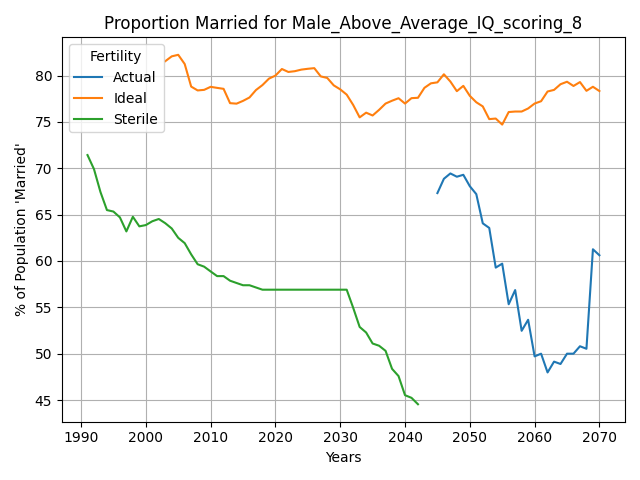 Proportion Married for Male_Above_Average_IQ_scoring_8
Fertility
Actual
Ideal
Sterile
% of Population 'Married'
80
75
70
65
60
55
50
45
1990 2000 2010 2020 2030 2040 2050 2060 2070
Years